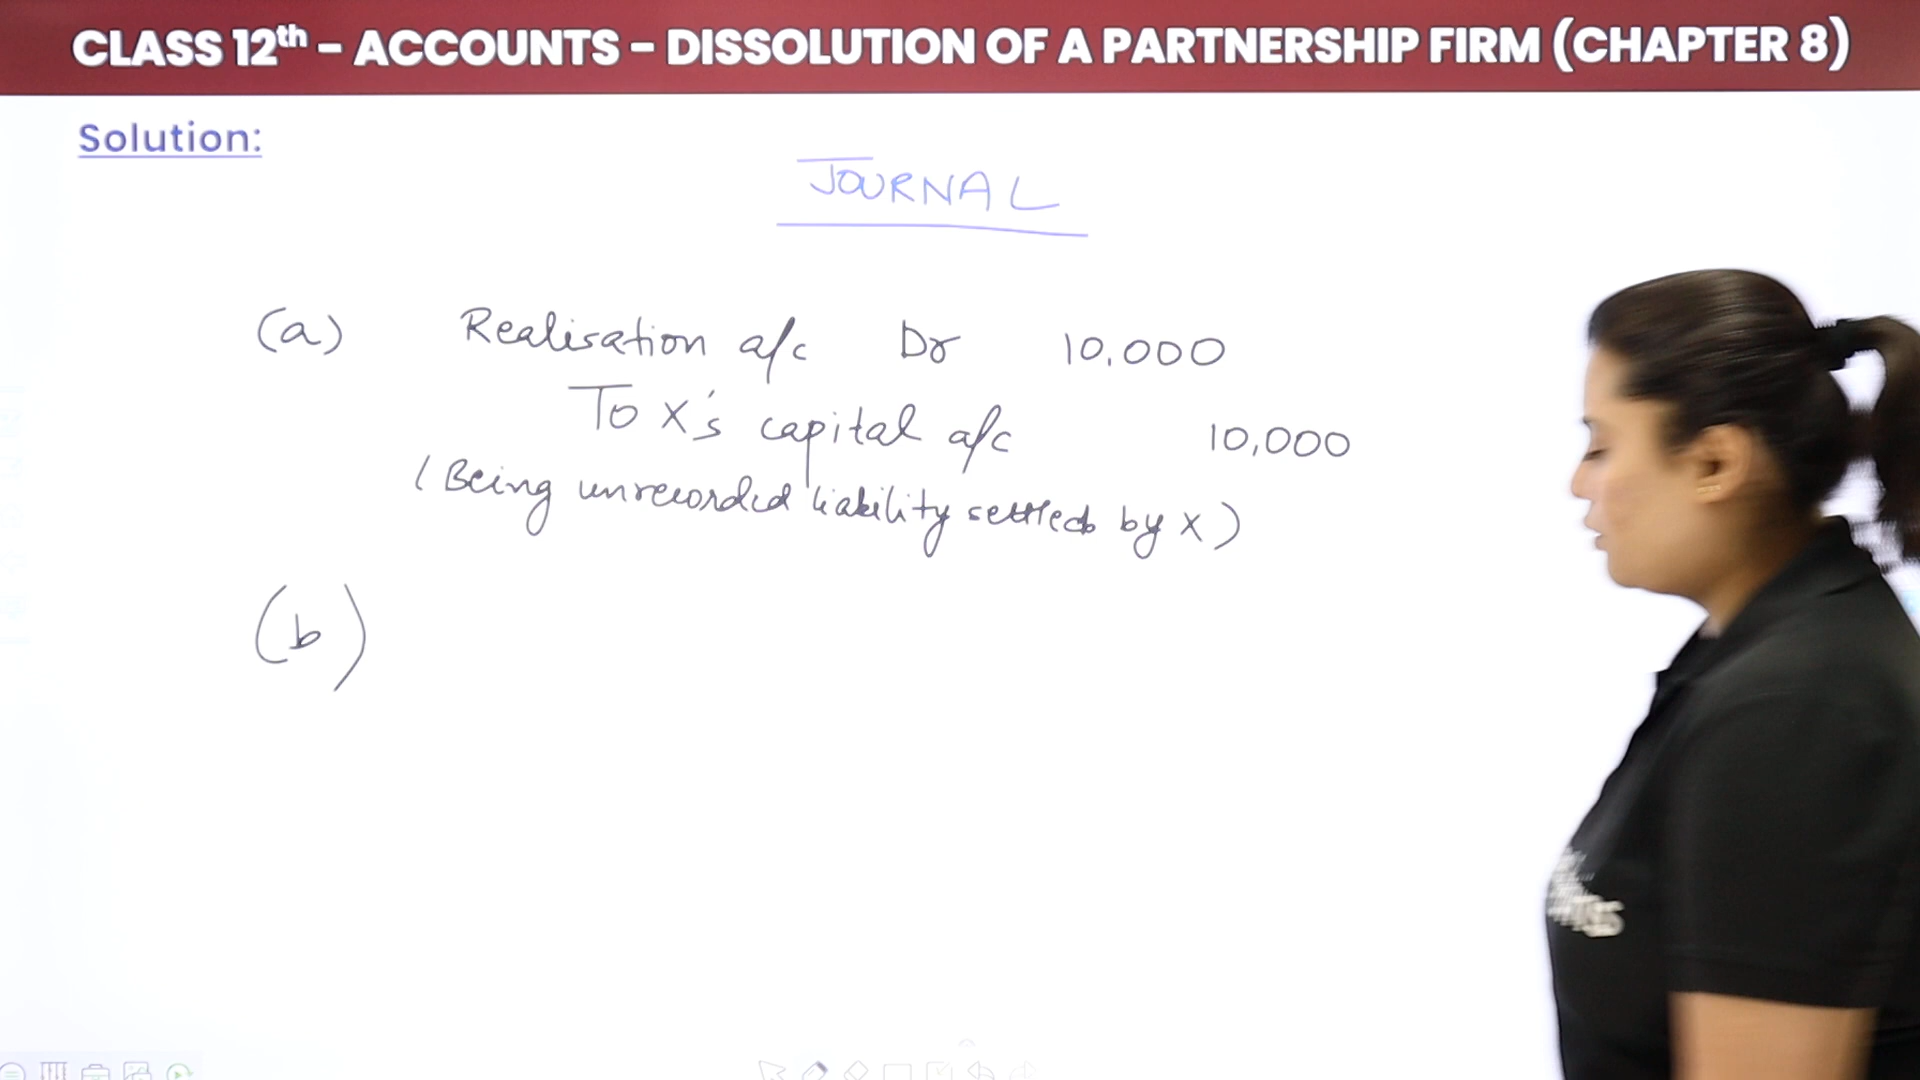 CLASS 12th - ACCOUNTS - DISSOLUTION OF A PARTNERSHIP FIRM (CHAPTER 8)
Solution:
JOURNAL
(a) Realisation a/c Dr 10,000
To X's capital a/c 10,000
(Being unrecorded liability settled by X)
(b)